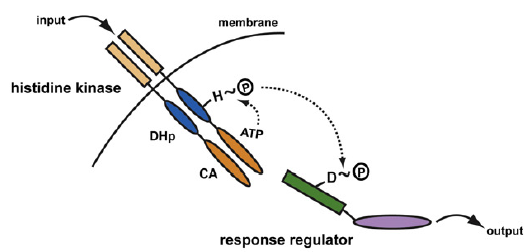 input
membrane
histidine kinase
H~P
DHp
ATP
CA
D~P
output
response regulator